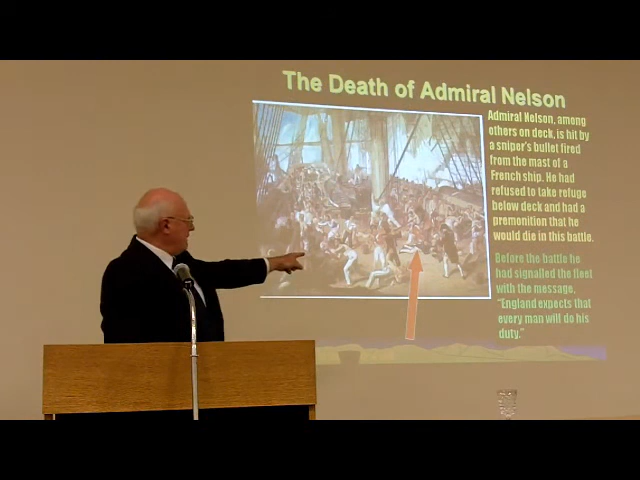 The Death of Admiral Nelson
Admiral Nelson, among
others on deck, is hit by
a sniper's bullet fired
from the mast of a
French ship. He had
refused to take refuge
below deck and had a
premonition that he
would die in this battle.
Before the battle he
had signalled the fleet
with the message,
"England expects that
every man will do his
duty."